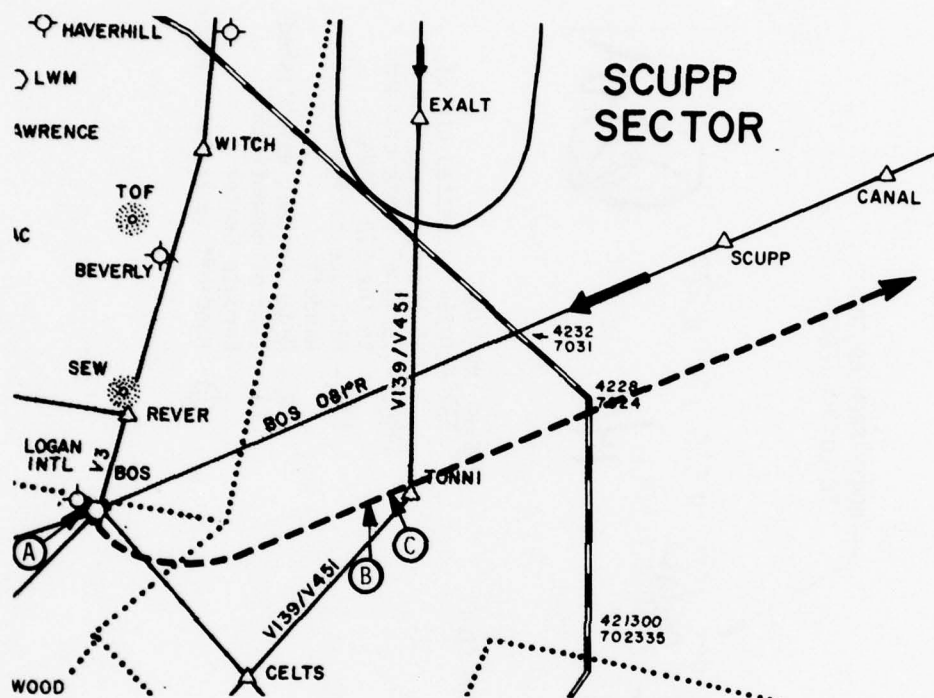 HAVERHILL
LWM
AWRENCE
WITCH
TOF
AC
BEVERLY
SEW
REVER
LOGAN
INTL
V3
BOS
A
EXALT
SCUPP
SECTOR
CANAL
SCUPP
V139/V451
BOS 081°R
4232
7031
4228
TONNI
C
B
V139/V451
CELTS
421300
702335
WOOD